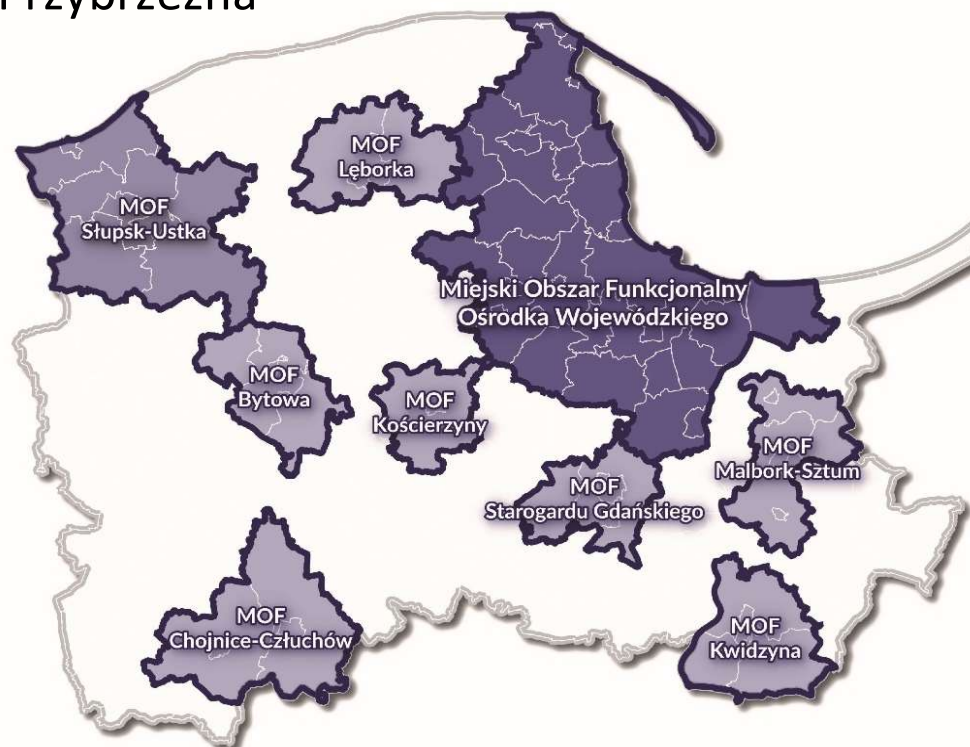 Przybrzeżna
MOF
Lęborka
MOF
Słupsk-Ustka
Miejski Obszar Funkcjonalny
Ośrodka Wojewódzkiego
MOF
Bytowa
MOF
Kościerzyny
MOF
Malbork-Sztum
MOF
Starogardu Gdańskiego
MOF
Chojnice-Człuchów
MOF
Kwidzyna